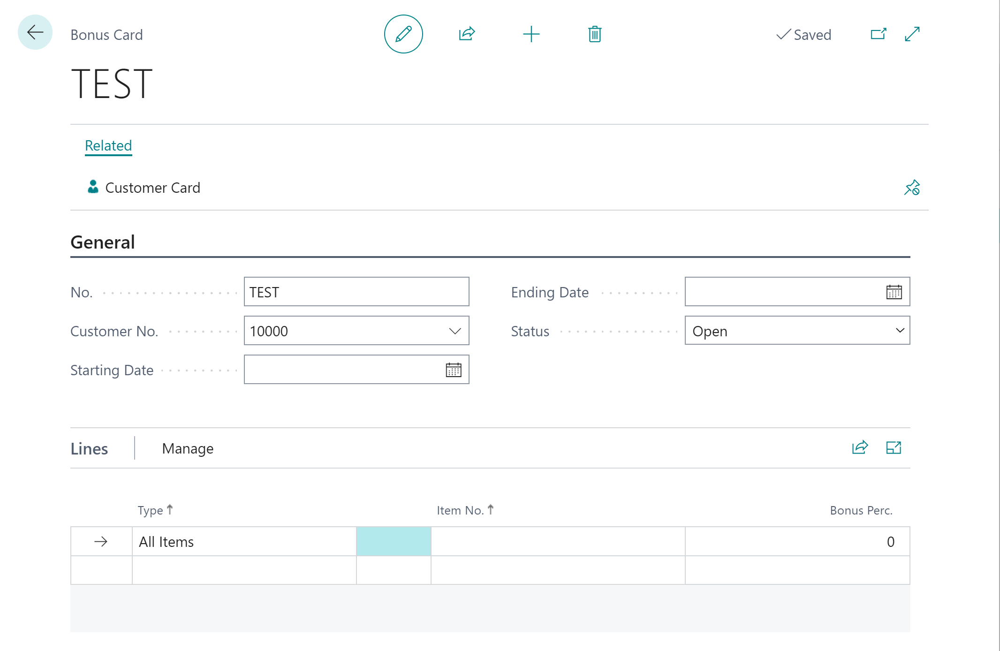 Bonus Card
Saved
TEST
Related
Customer Card
General
No. TEST
Ending Date
Customer No. 10000
Status Open
Starting Date
Lines Manage
Type Item No. Bonus Perc.
All Items 0